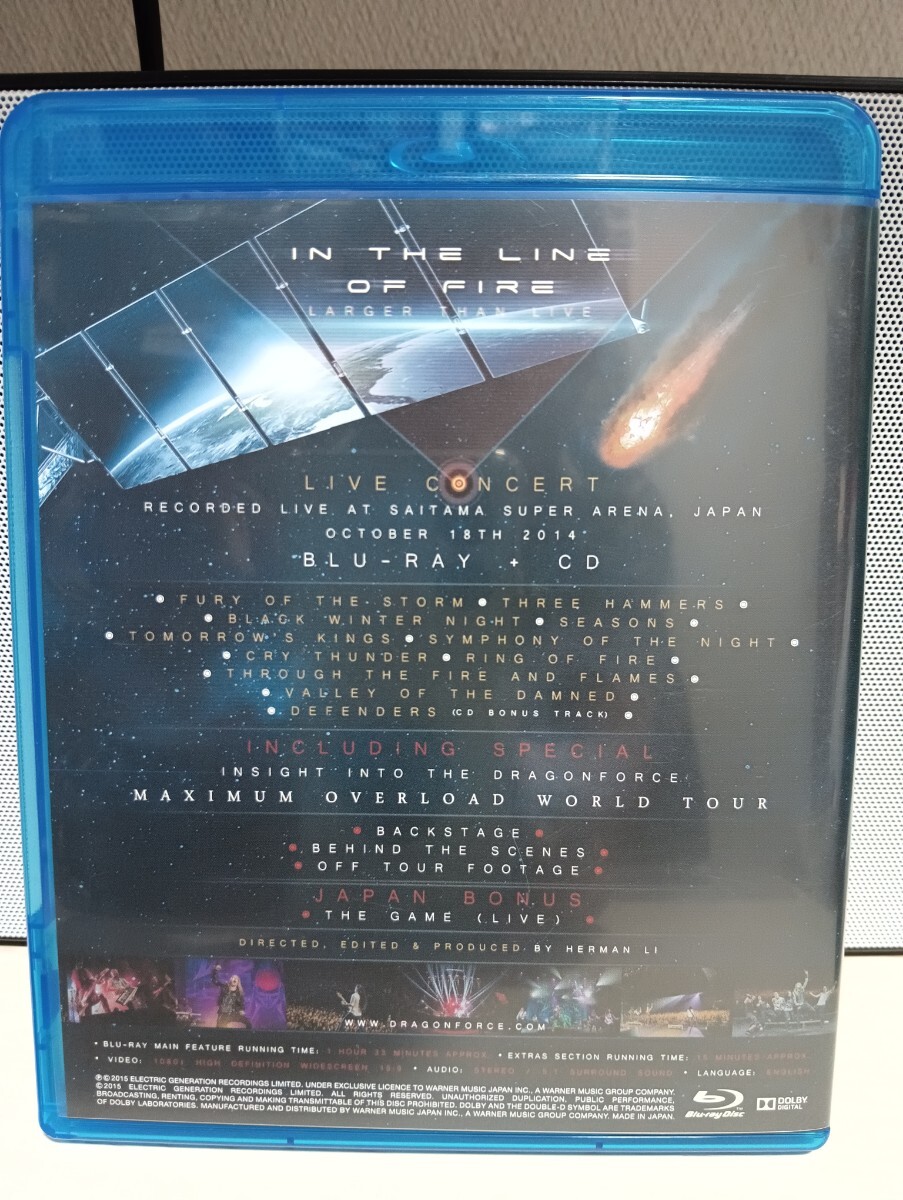 IN THE LINE
OF FIRE
LARGER THAN LIVE
LIVE CONCERT
RECORDED LIVE AT SAITAMA SUPER ARENA, JAPAN
OCTOBER 18TH 2014
BLU-RAY + CD
FURY OF THE STORM • THREE HAMMERS •
• BLACK WINTER NIGHT • SEASONS •
• TOMORROW'S KINGS • SYMPHONY OF THE NIGHT •
• CRY THUNDER • RING OF FIRE •
• THROUGH THE FIRE AND FLAMES •
• VALLEY OF THE DAMNED •
• DEFENDERS (CD BONUS TRACK) •
INCLUDING SPECIAL
INSIGHT INTO THE DRAGONFORCE
MAXIMUM OVERLOAD WORLD TOUR
• BACKSTAGE •
• BEHIND THE SCENES •
• OFF TOUR FOOTAGE •
JAPAN BONUS
• THE GAME (LIVE) •
DIRECTED, EDITED & PRODUCED BY HERMAN LI
WWW.DRAGONFORCE.COM
• BLU-RAY MAIN FEATURE RUNNING TIME: 1 HOUR 23 MINUTES APPROX • EXTRAS SECTION RUNNING TIME: MINUTES APPROX
• VIDEO: 1080i HIGH DEFINITION WIDESCREEN 16:9 • AUDIO: STEREO / 5.1 SURROUND SOUND • LANGUAGE: ENGLISH
℗2015 ELECTRIC GENERATION RECORDINGS LIMITED. UNDER EXCLUSIVE LICENCE TO WARNER MUSIC JAPAN INC., A WARNER MUSIC GROUP COMPANY.
©2015 ELECTRIC GENERATION RECORDINGS LIMITED. ALL RIGHTS RESERVED. UNAUTHORIZED DUPLICATION, PUBLIC PERFORMANCE,
BROADCASTING, RENTING, COPYING AND MAKING TRANSMITTABLE OF THIS DISC PROHIBITED. DOLBY AND THE DOUBLE-D SYMBOL ARE TRADEMARKS
OF DOLBY LABORATORIES. MANUFACTURED AND DISTRIBUTED BY WARNER MUSIC JAPAN INC., A WARNER MUSIC GROUP COMPANY. MADE IN JAPAN.
Blu-ray Disc
DOLBY
DIGITAL